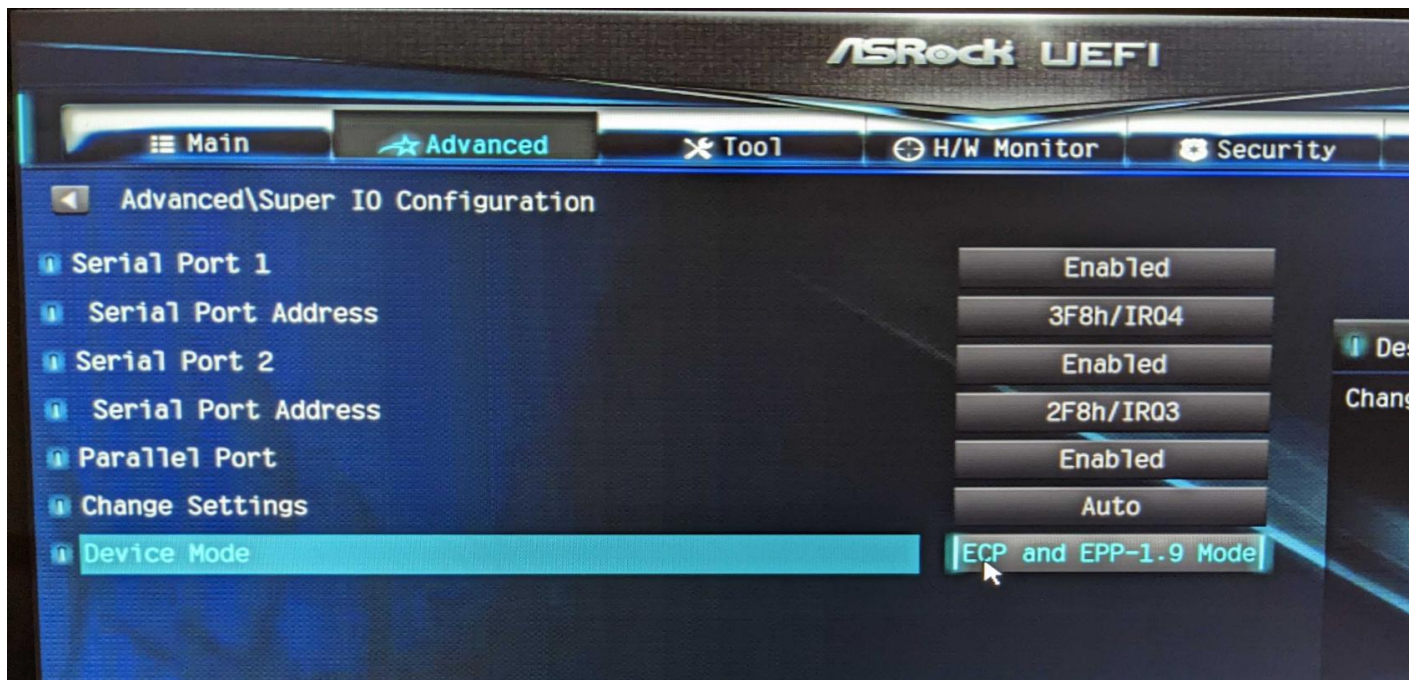 ASRock UEFI
Main Advanced Tool H/W Monitor Security
Advanced\Super IO Configuration
Serial Port 1 Enabled
Serial Port Address 3F8h/IRQ4
Serial Port 2 Enabled
Serial Port Address 2F8h/IRQ3
Des
Parallel Port Enabled
Chang
Change Settings Auto
Device Mode ECP and EPP-1.9 Mode